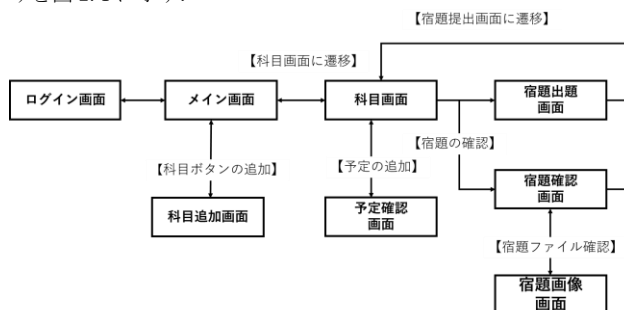 【宿題提出画面に遷移】
【科目画面に遷移】
ログイン画面
メイン画面
科目画面
宿題出題
画面
【宿題の確認】
【科目ボタンの追加】
【予定の追加】
宿題確認
画面
科目追加画面
予定確認
画面
【宿題ファイル確認】
宿題画像
画面